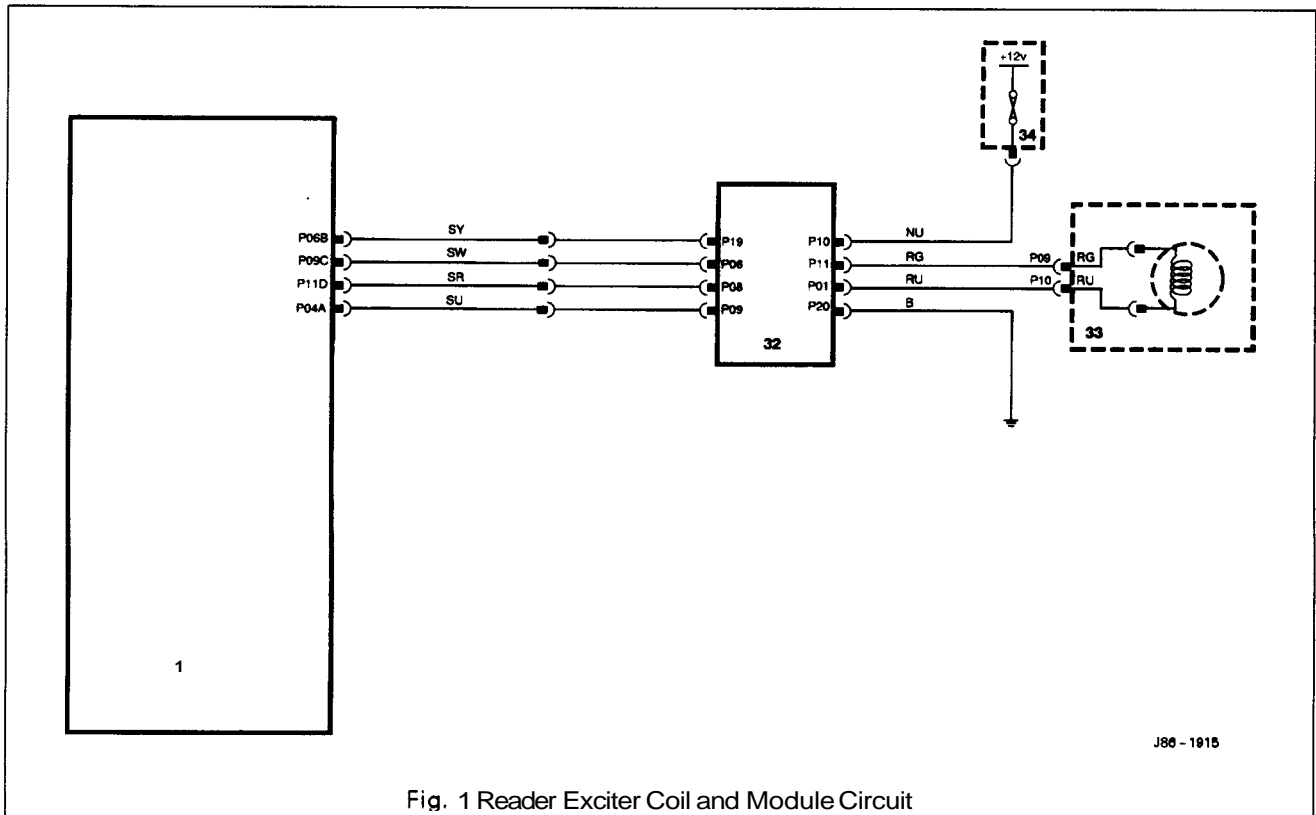 +12v
34
P06B SY P19 P10 NU
P09C SW P06 P11 RG P09 RG
P11D SR P08 P01 RU P10 RU
P04A SU P09 P20 B
32
33
1
J86-1915
Fig. 1 Reader Exciter Coil and Module Circuit